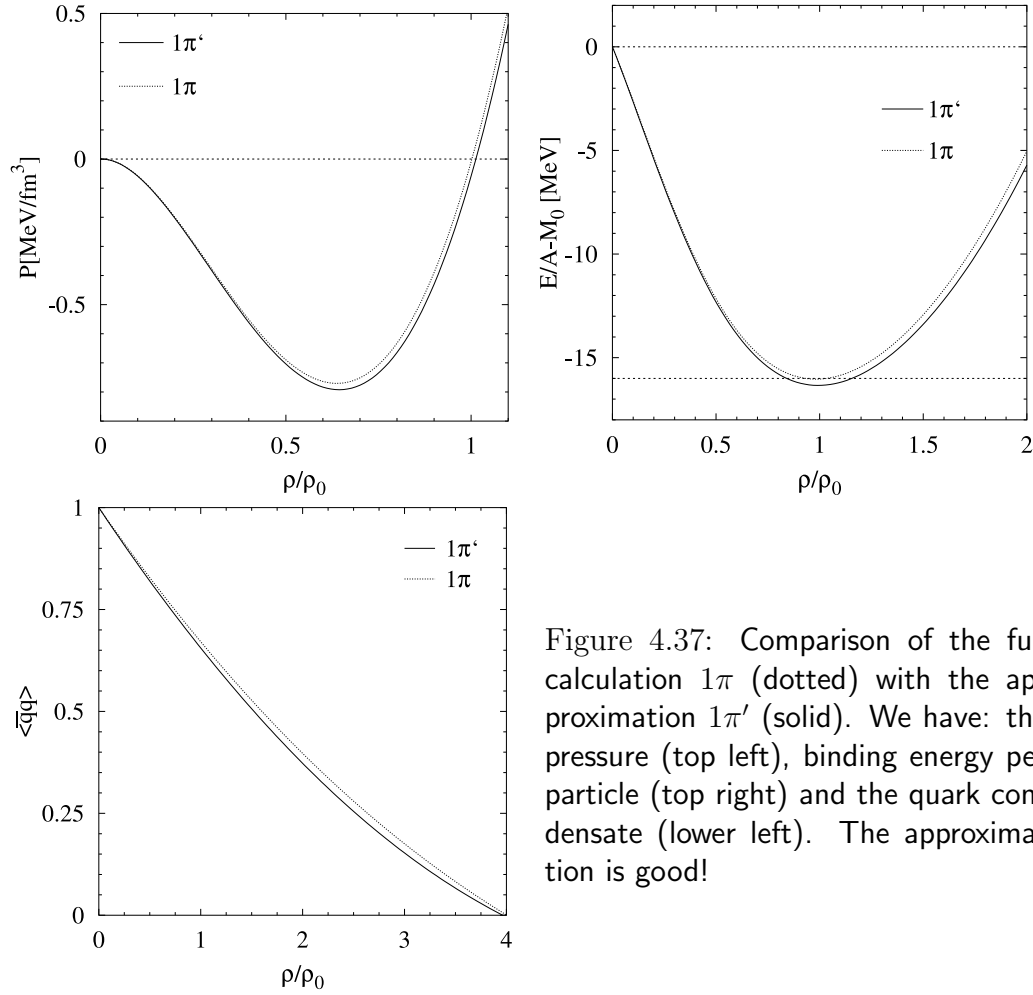 0.5
0
-0.5
P[MeV/fm³]
1π‘
1π
0
0.5
1
ρ/ρ₀
0
-5
-10
-15
E/A-M₀ [MeV]
1π‘
1π
0
0.5
1
1.5
2
ρ/ρ₀
1
0.75
0.5
0.25
0
<q̅q>
1π‘
1π
0
1
2
3
4
ρ/ρ₀
Figure 4.37: Comparison of the fu
calculation 1π (dotted) with the ap
proximation 1π′ (solid). We have: th
pressure (top left), binding energy pe
particle (top right) and the quark con
densate (lower left). The approxima
tion is good!